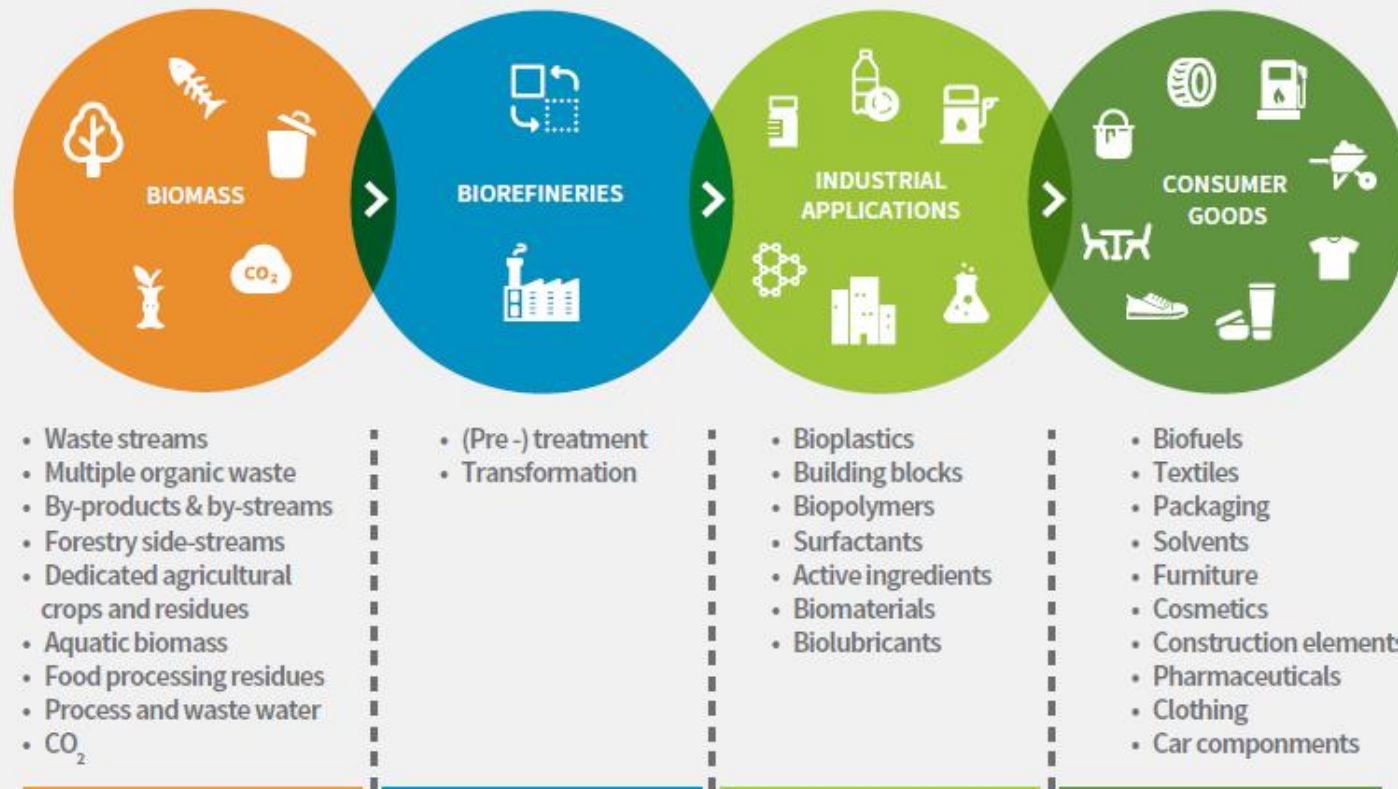 BIOMASS
CO₂
BIOREFINERIES
INDUSTRIAL
APPLICATIONS
CONSUMER
GOODS
• Waste streams
• Multiple organic waste
• By-products & by-streams
• Forestry side-streams
• Dedicated agricultural
crops and residues
• Aquatic biomass
• Food processing residues
• Process and waste water
• CO₂
• (Pre -) treatment
• Transformation
• Bioplastics
• Building blocks
• Biopolymers
• Surfactants
• Active ingredients
• Biomaterials
• Biolubricants
• Biofuels
• Textiles
• Packaging
• Solvents
• Furniture
• Cosmetics
• Construction elements
• Pharmaceuticals
• Clothing
• Car componments